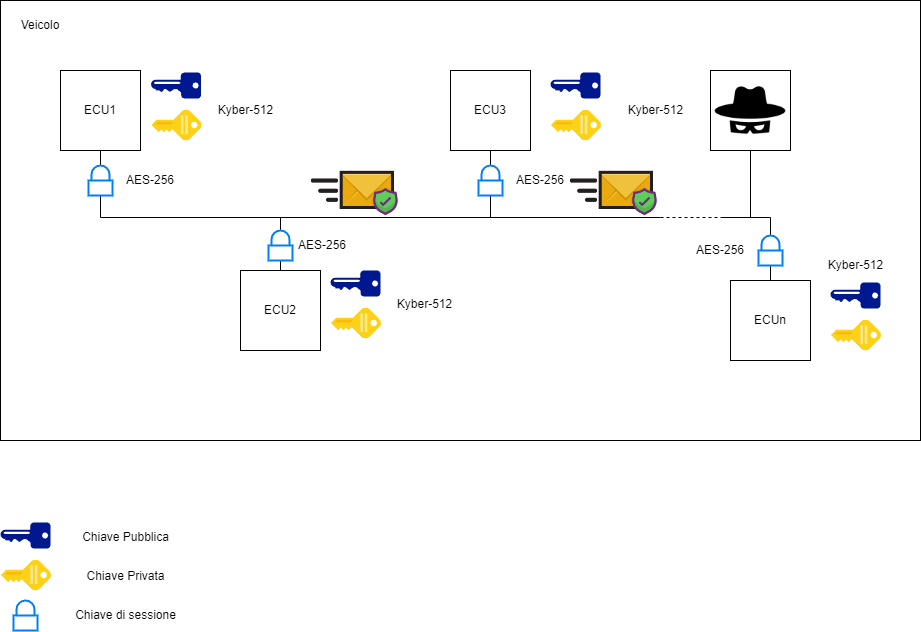 Veicolo
ECU1
Kyber-512
ECU3
Kyber-512
AES-256
AES-256
AES-256
AES-256
Kyber-512
ECU2
Kyber-512
ECUn
Chiave Pubblica
Chiave Privata
Chiave di sessione